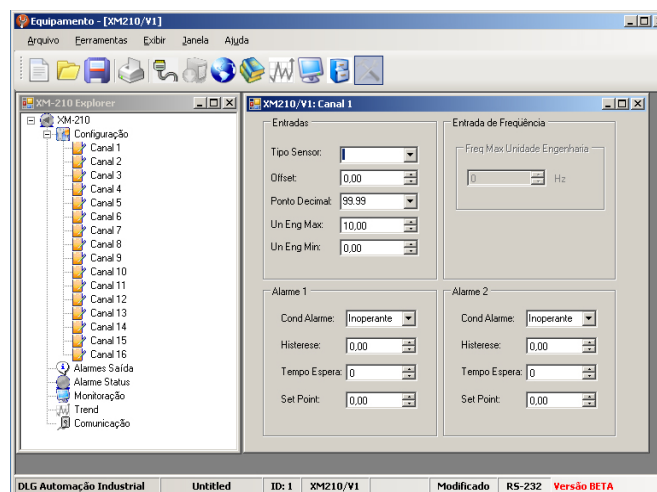 Equipamento - [XM210/V1]
Arquivo Ferramentas Exibir Janela Ajuda
XM-210 Explorer
XM-210
Configuração
Canal 1
Canal 2
Canal 3
Canal 4
Canal 5
Canal 6
Canal 7
Canal 8
Canal 9
Canal 10
Canal 11
Canal 12
Canal 13
Canal 14
Canal 15
Canal 16
Alarmes Saída
Alarme Status
Monitoração
Trend
Comunicação
XM210/V1: Canal 1
Entradas
Tipo Sensor:
Offset: 0,00
Ponto Decimal: 99.99
Un Eng Max: 10,00
Un Eng Min: 0,00
Entrada de Freqüência
Freq Max Unidade Engenharia
0 Hz
Alarme 1
Cond Alarme: Inoperante
Histerese: 0,00
Tempo Espera: 0
Set Point: 0,00
Alarme 2
Cond Alarme: Inoperante
Histerese: 0,00
Tempo Espera: 0
Set Point: 0,00
DLG Automação Industrial Untitled ID: 1 XM210/V1 Modificado RS-232 Versão BETA